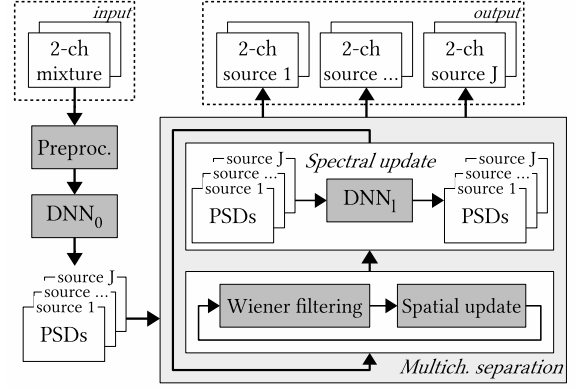 input
2-ch
mixture
output
2-ch
source 1
2-ch
source ...
2-ch
source J
Preproc.
DNN0
source J
source ...
source 1
PSDs
Spectral update
source J
source ...
source 1
PSDs
DNNl
source J
source ...
source 1
PSDs
Wiener filtering
Spatial update
Multich. separation